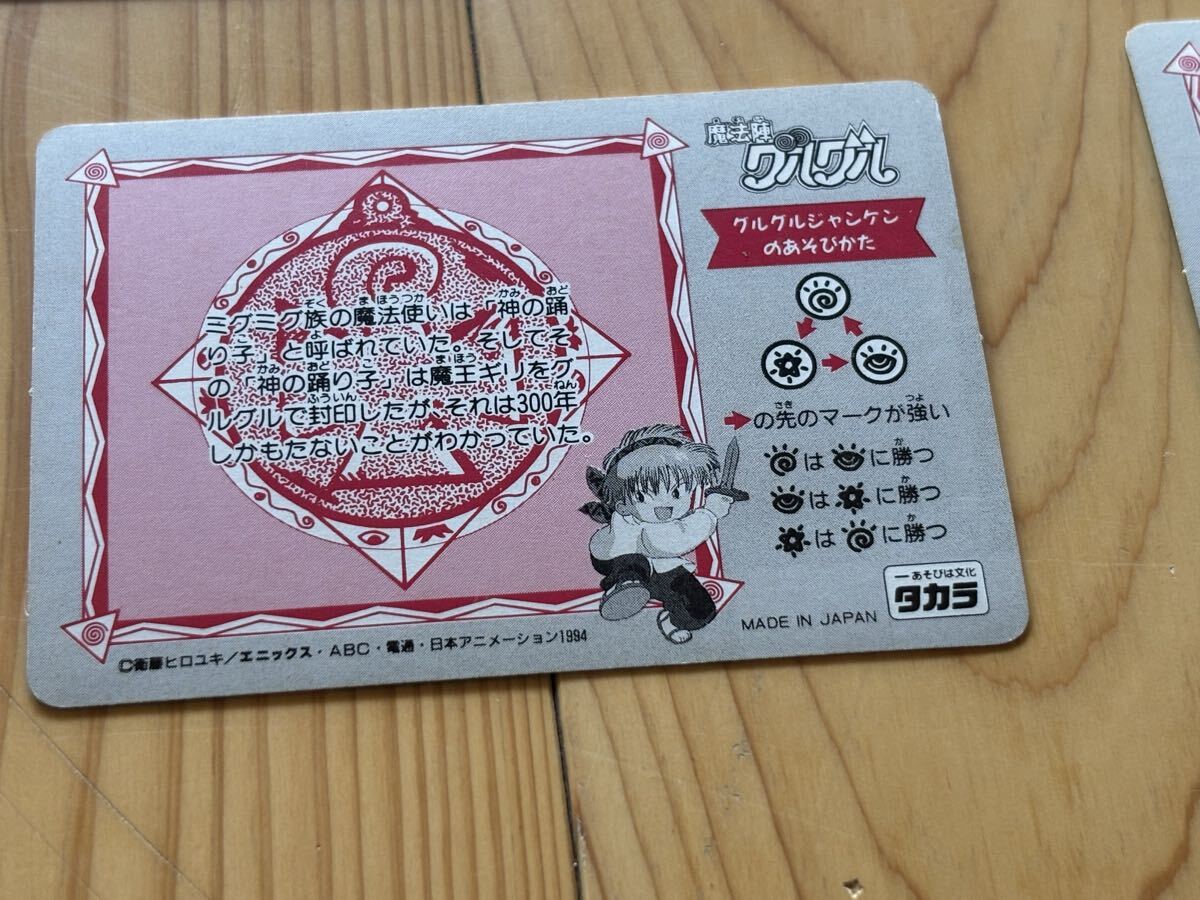 魔法陣
グルグル
グルグルジャンケン
のあそびかた
ミグミグ族の魔法使いは「神の踊
り子」と呼ばれていた。そしてそ
の「神の踊り子」は魔王ギリをグ
ルグルで封印したが、それは300年
しかもたないことがわかっていた。
の先のマークが強い
は に勝つ
は に勝つ
は に勝つ
あそびは文化
タカラ
MADE IN JAPAN
©衛藤ヒロユキ/エニックス・ABC・電通・日本アニメーション1994